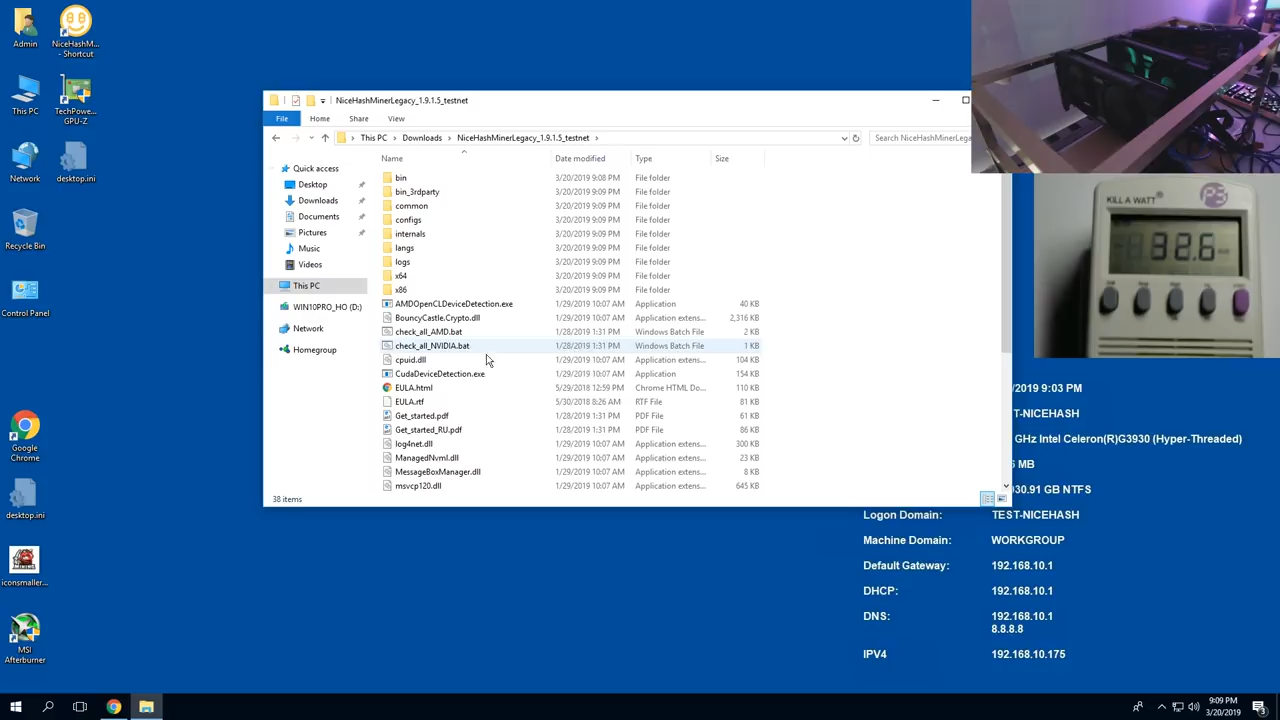 Admin
NiceHashM...
- Shortcut
This PC
TechPowe...
GPU-Z
Network
desktop.ini
Recycle Bin
Control Panel
Google
Chrome
desktop.ini
iconsmaller...
MSI
Afterburner
NiceHashMinerLegacy_1.9.1.5_testnet
File Home Share View
This PC > Downloads > NiceHashMinerLegacy_1.9.1.5_testnet >
Search NiceHashMinerLega
Quick access
Desktop
Downloads
Documents
Pictures
Music
Videos
This PC
WIN10PRO_HO (D:)
Network
Homegroup
Name Date modified Type Size
bin 3/20/2019 9:08 PM File folder
bin_3rdparty 3/20/2019 9:09 PM File folder
common 3/20/2019 9:09 PM File folder
configs 3/20/2019 9:09 PM File folder
internals 3/20/2019 9:09 PM File folder
langs 3/20/2019 9:09 PM File folder
logs 3/20/2019 9:09 PM File folder
x64 3/20/2019 9:09 PM File folder
x86 3/20/2019 9:09 PM File folder
AMDOpenCLDeviceDetection.exe 1/29/2019 10:07 AM Application 40 KB
BouncyCastle.Crypto.dll 1/29/2019 10:07 AM Application extens... 2,316 KB
check_all_AMD.bat 1/28/2019 1:31 PM Windows Batch File 2 KB
check_all_NVIDIA.bat 1/28/2019 1:31 PM Windows Batch File 1 KB
cpuid.dll 1/29/2019 10:07 AM Application extens... 104 KB
CudaDeviceDetection.exe 1/29/2019 10:07 AM Application 154 KB
EULA.html 5/29/2018 12:59 PM Chrome HTML Do... 110 KB
EULA.rtf 5/30/2018 8:26 AM RTF File 81 KB
Get_started.pdf 1/28/2019 1:31 PM PDF File 61 KB
Get_started_RU.pdf 1/28/2019 1:31 PM PDF File 86 KB
log4net.dll 1/29/2019 10:07 AM Application extens... 300 KB
ManagedNvml.dll 1/29/2019 10:07 AM Application extens... 23 KB
MessageBoxManager.dll 1/29/2019 10:07 AM Application extens... 8 KB
msvcp120.dll 1/29/2019 10:07 AM Application extens... 645 KB
38 items
KILL A WATT P3
32.6
/2019 9:03 PM
T-NICEHASH
GHz Intel Celeron(R)G3930 (Hyper-Threaded)
6 MB
30.91 GB NTFS
Logon Domain: TEST-NICEHASH
Machine Domain: WORKGROUP
Default Gateway: 192.168.10.1
DHCP: 192.168.10.1
DNS: 192.168.10.1
8.8.8.8
IPV4 192.168.10.175
9:09 PM
3/20/2019
3